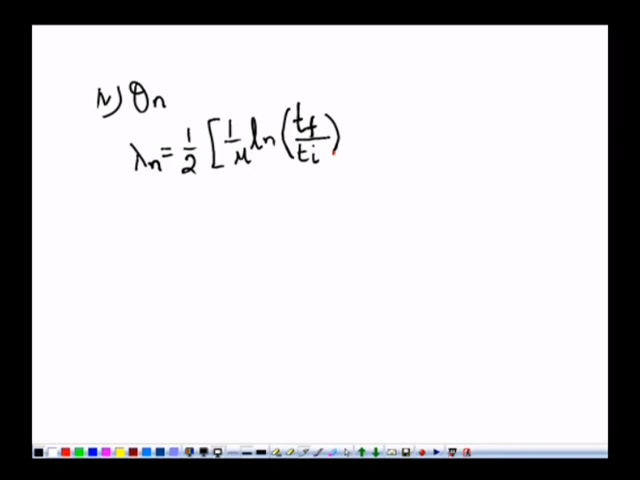 iv) θn
λn = 1/2 [ 1/μ ln ( tf/ti )